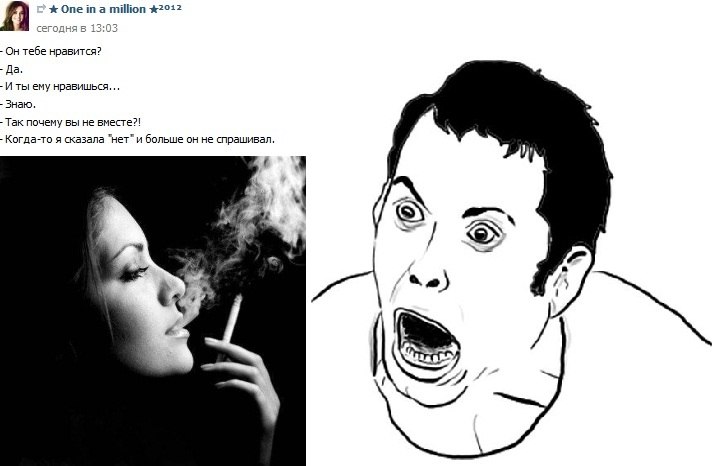 ★ One in a million ★²⁰¹²
сегодня в 13:03
- Он тебе нравится?
- Да.
- И ты ему нравишься...
- Знаю.
- Так почему вы не вместе?!
- Когда-то я сказала "нет" и больше он не спрашивал.